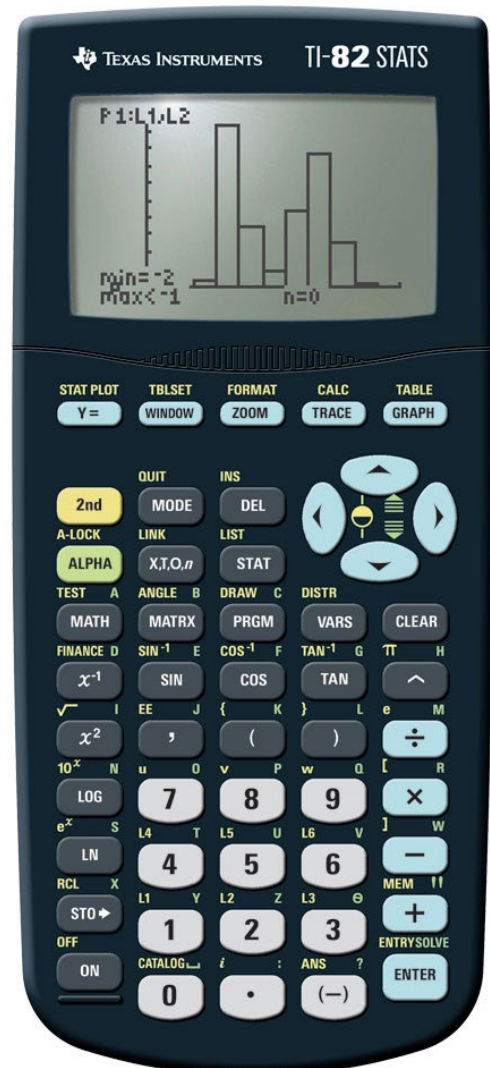 TEXAS INSTRUMENTS TI-82 STATS
P1:L1,L2
min=-2
max<-1 n=0
STAT PLOT TBLSET FORMAT CALC TABLE
Y= WINDOW ZOOM TRACE GRAPH
QUIT INS
2nd MODE DEL
A-LOCK LINK LIST
ALPHA X,T,O,n STAT
TEST A ANGLE B DRAW C DISTR
MATH MATRX PRGM VARS CLEAR
FINANCE D SIN-1 E COS-1 F TAN-1 G π H
x-1 SIN COS TAN ^
√ I EE J { K } L e M
x² , ( ) ÷
10ˣ N u O v P w Q [ R
LOG 7 8 9 ×
eˣ S L4 T L5 U L6 V ] W
LN 4 5 6 −
RCL X L1 Y L2 Z L3 θ MEM "
STO➧ 1 2 3 +
OFF CATALOG i : ANS ? ENTRY SOLVE
ON 0 . (−) ENTER